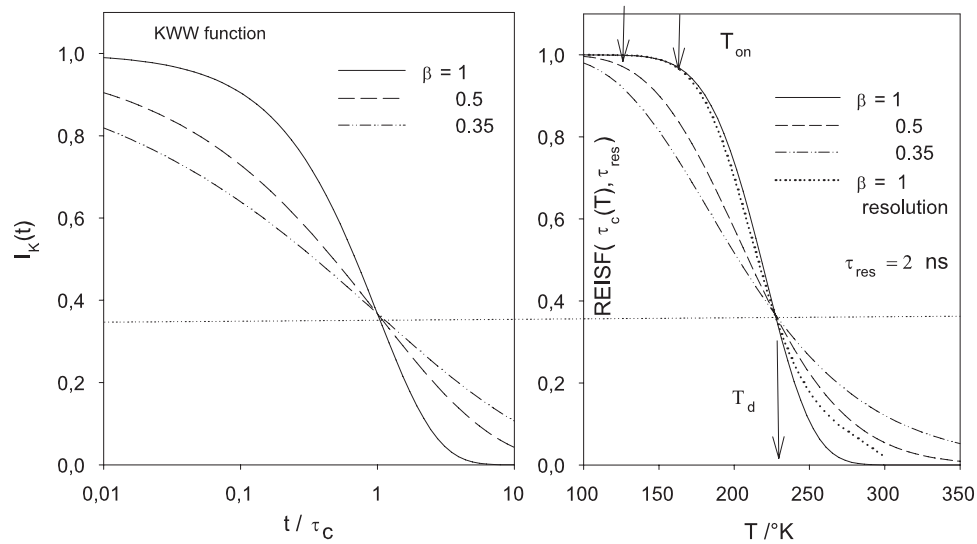 KWW function
β = 1
0.5
0.35
1,0
0,8
0,6
0,4
0,2
0,0
0,01
0,1
1
10
I_K(t)
t / τ_c
T_on
β = 1
0.5
0.35
β = 1
resolution
τ_res = 2 ns
T_d
1,0
0,8
0,6
0,4
0,2
0,0
100
150
200
250
300
350
REISF( τ_c(T), τ_res)
T /°K